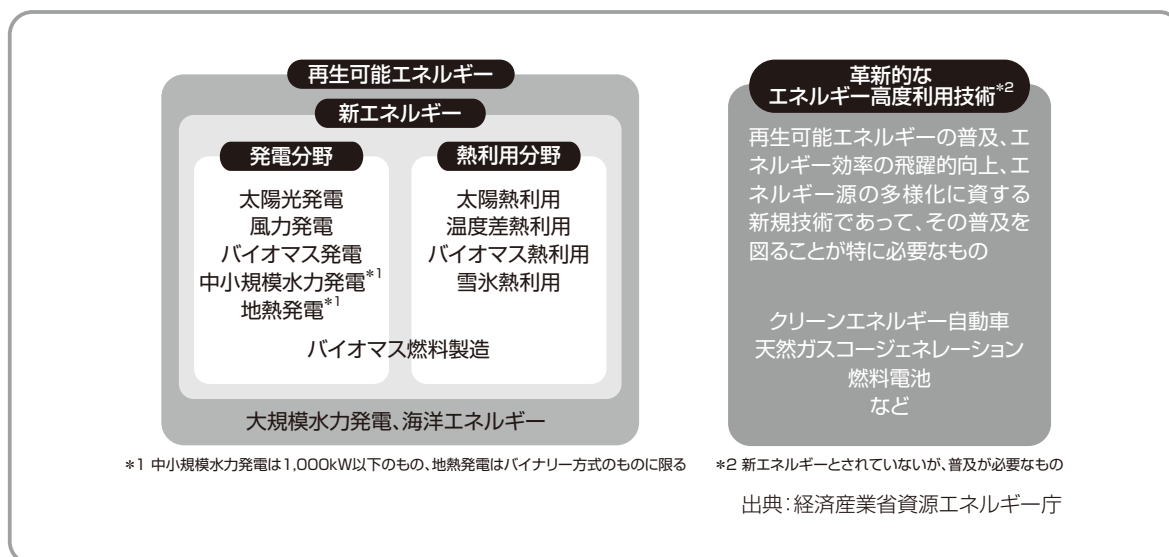 再生可能エネルギー
新エネルギー
発電分野
太陽光発電
風力発電
バイオマス発電
中小規模水力発電*1
地熱発電*1
熱利用分野
太陽熱利用
温度差熱利用
バイオマス熱利用
雪氷熱利用
バイオマス燃料製造
大規模水力発電、海洋エネルギー
*1 中小規模水力発電は1,000kW以下のもの、地熱発電はバイナリー方式のものに限る
革新的な
エネルギー高度利用技術*2
再生可能エネルギーの普及、エ
ネルギー効率の飛躍的向上、エ
ネルギー源の多様化に資する
新規技術であって、その普及を
図ることが特に必要なもの
クリーンエネルギー自動車
天然ガスコージェネレーション
燃料電池
など
*2 新エネルギーとされていないが、普及が必要なもの
出典：経済産業省資源エネルギー庁